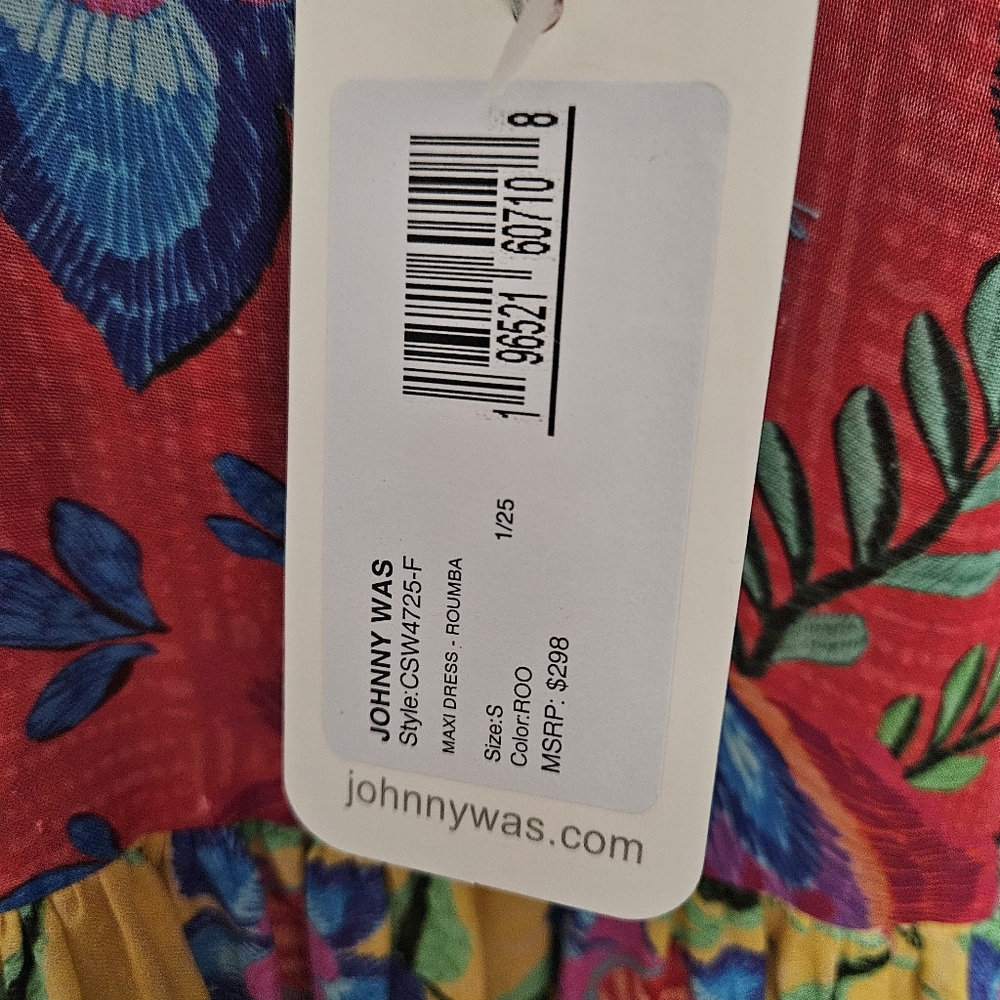 JOHNNY WAS
Style:CSW4725-F
MAXI DRESS - ROUMBA
Size:S 1/25
Color:ROO
MSRP: $298
1 96521 60710 8
johnnywas.com